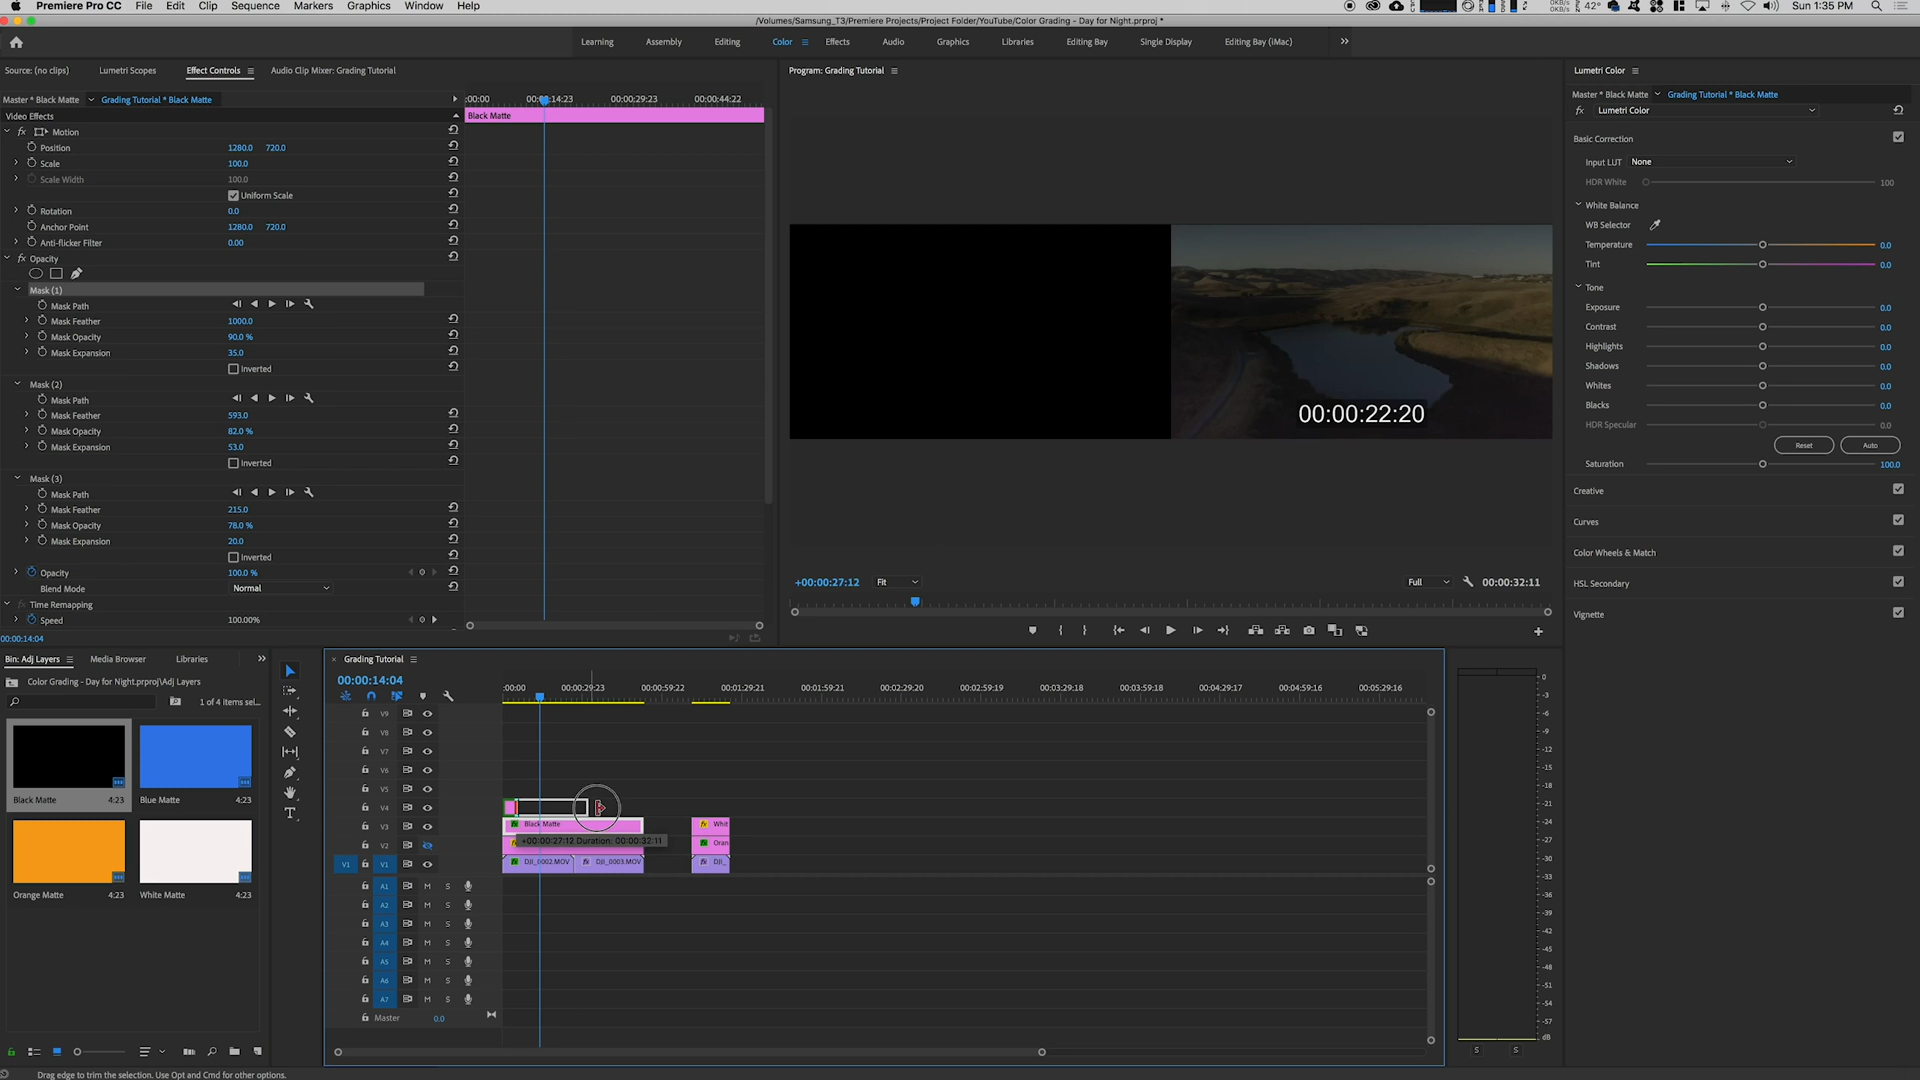 Premiere Pro CC File Edit Clip Sequence Markers Graphics Window Help
42° Sun 1:35 PM
/Volumes/Samsung_T3/Premiere Projects/Project Folder/YouTube/Color Grading - Day for Night.prproj *
Learning Assembly Editing Color Effects Audio Graphics Libraries Editing Bay Single Display Editing Bay (iMac)
Source: (no clips) Lumetri Scopes Effect Controls Audio Clip Mixer: Grading Tutorial
Master * Black Matte Grading Tutorial * Black Matte
:00:00 00:00:14:23 00:00:29:23 00:00:44:22
Video Effects
Black Matte
fx Motion
Position 1280.0 720.0
Scale 100.0
Scale Width 100.0
Uniform Scale
Rotation 0.0
Anchor Point 1280.0 720.0
Anti-flicker Filter 0.00
fx Opacity
Mask (1)
Mask Path
Mask Feather 1000.0
Mask Opacity 90.0 %
Mask Expansion 35.0
Inverted
Mask (2)
Mask Path
Mask Feather 593.0
Mask Opacity 82.0 %
Mask Expansion 53.0
Inverted
Mask (3)
Mask Path
Mask Feather 215.0
Mask Opacity 78.0 %
Mask Expansion 20.0
Inverted
Opacity 100.0 %
Blend Mode Normal
fx Time Remapping
Speed 100.00%
00:00:14:04
Program: Grading Tutorial
00:00:22:20
+00:00:27:12 Fit Full 00:00:32:11
Lumetri Color
Master * Black Matte Grading Tutorial * Black Matte
fx Lumetri Color
Basic Correction
Input LUT None
HDR White 100
White Balance
WB Selector
Temperature 0.0
Tint 0.0
Tone
Exposure 0.0
Contrast 0.0
Highlights 0.0
Shadows 0.0
Whites 0.0
Blacks 0.0
HDR Specular 0.0
Reset Auto
Saturation 100.0
Creative
Curves
Color Wheels & Match
HSL Secondary
Vignette
Bin: Adj Layers Media Browser Libraries
Color Grading - Day for Night.prproj\Adj Layers
1 of 4 items sel...
Black Matte 4:23 Blue Matte 4:23
Orange Matte 4:23 White Matte 4:23
Grading Tutorial
00:00:14:04
:00:00 00:00:29:23 00:00:59:22 00:01:29:21 00:01:59:21 00:02:29:20 00:02:59:19 00:03:29:18 00:03:59:18 00:04:29:17 00:04:59:16 00:05:29:16
V9
V8
V7
V6
V5
V4
V3 fx Black Matte fx Whit
V2 +00:00:27:12 Duration: 00:00:32:11 fx Oran
V1 V1 fx DJI_0002.MOV fx DJI_0003.MOV fx DJI_
A1 M S
A2 M S
A3 M S
A4 M S
A5 M S
A6 M S
A7 M S
Master 0.0
0
-3
-6
-9
-12
-15
-18
-21
-24
-27
-30
-33
-36
-39
-42
-45
-48
-51
-54
-57
dB
S S
Drag edge to trim the selection. Use Opt and Cmd for other options.